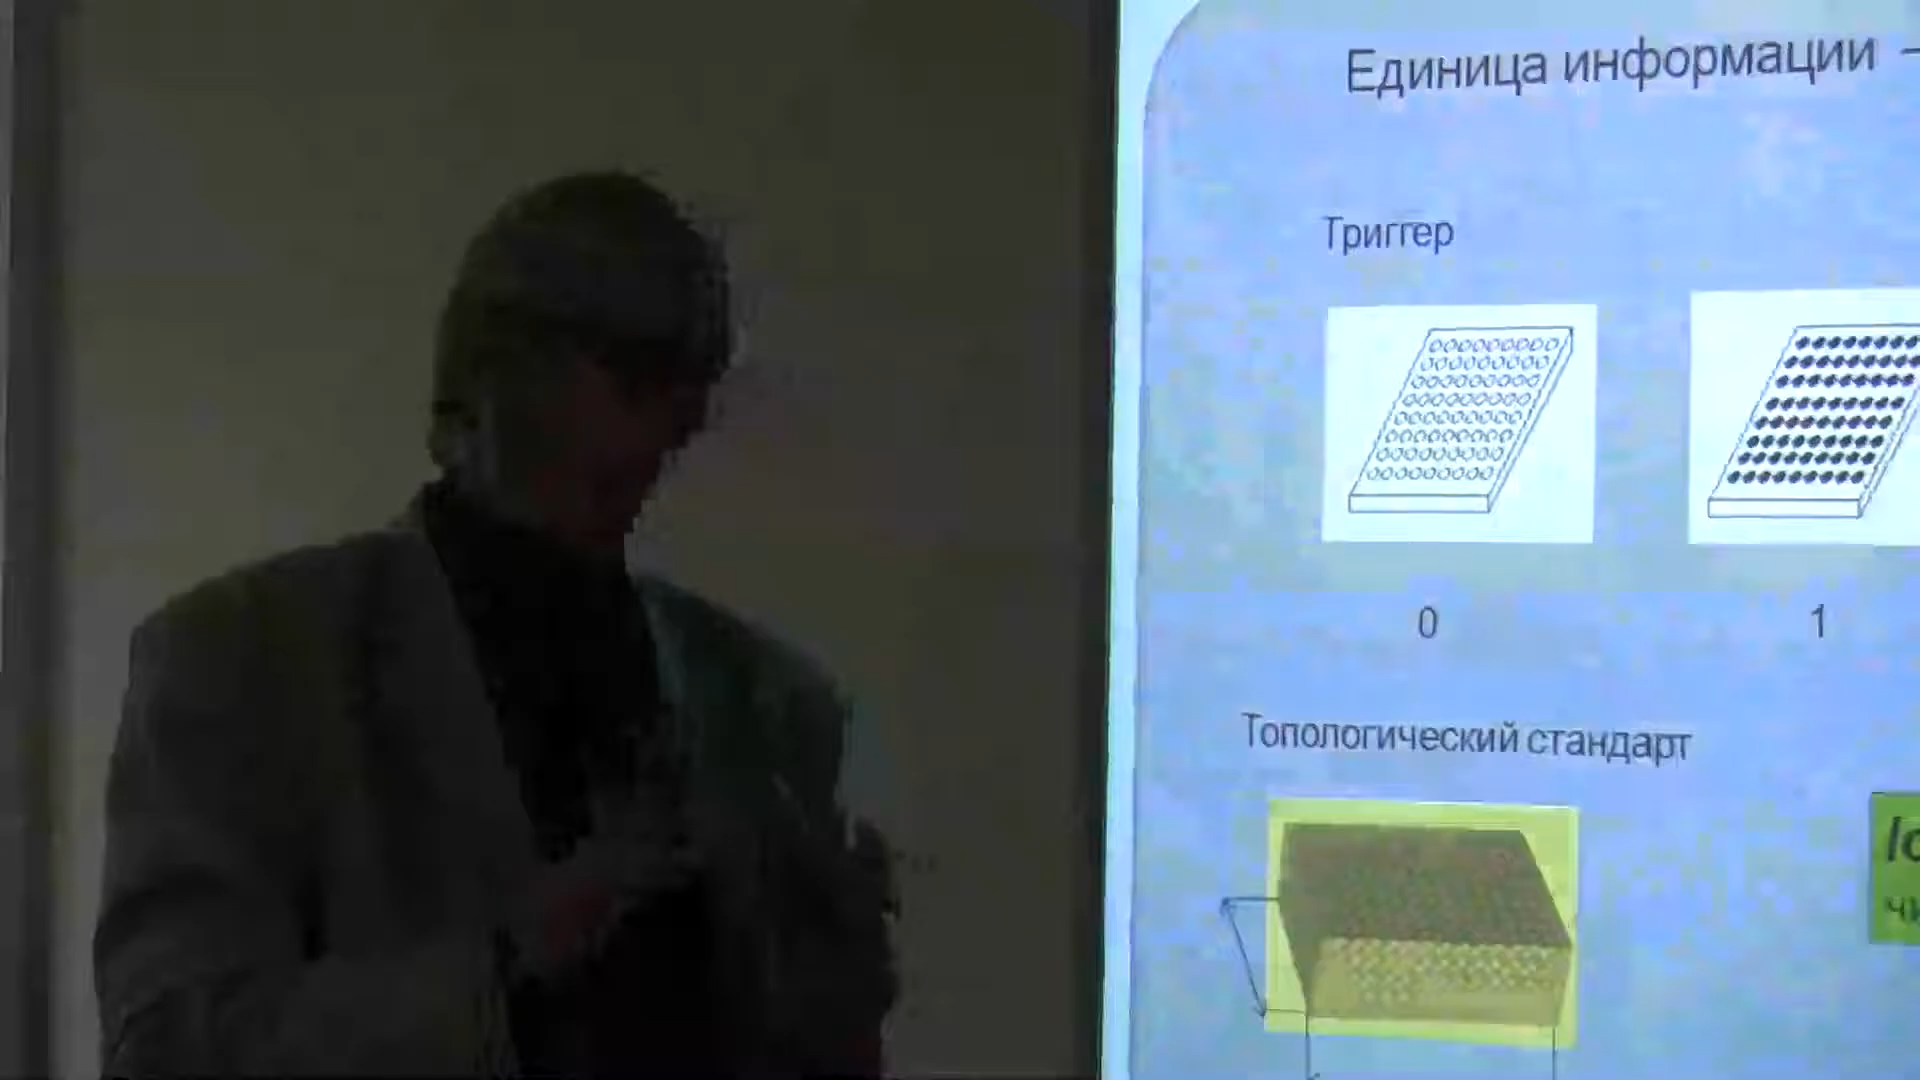 Единица информации –
Триггер
0
1
Топологический стандарт